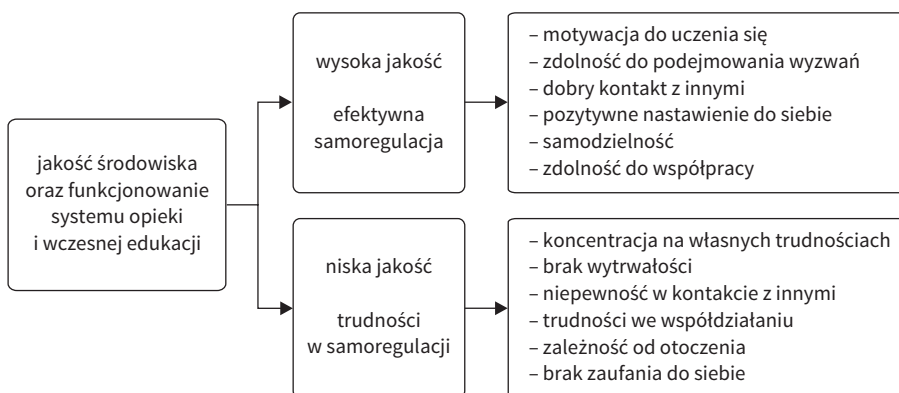 jakość środowiska
oraz funkcjonowanie
systemu opieki
i wczesnej edukacji
wysoka jakość
efektywna
samoregulacja
– motywacja do uczenia się
– zdolność do podejmowania wyzwań
– dobry kontakt z innymi
– pozytywne nastawienie do siebie
– samodzielność
– zdolność do współpracy
niska jakość
trudności
w samoregulacji
– koncentracja na własnych trudnościach
– brak wytrwałości
– niepewność w kontakcie z innymi
– trudności we współdziałaniu
– zależność od otoczenia
– brak zaufania do siebie